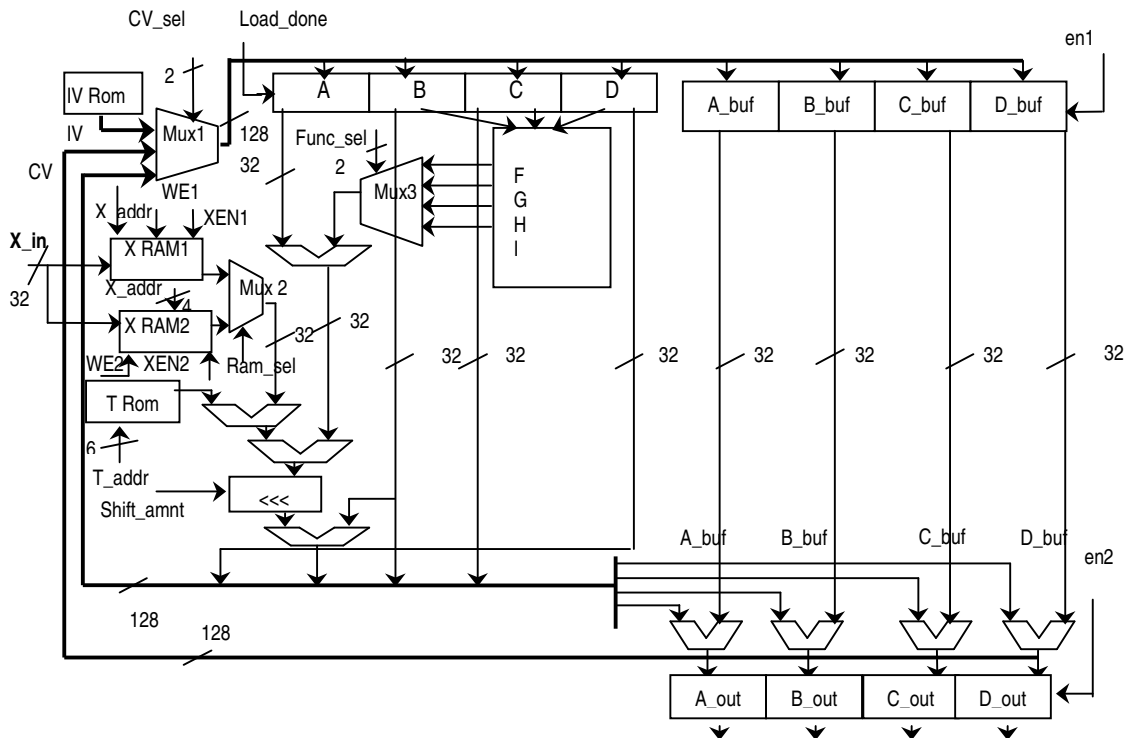 CV_sel
Load_done
en1
2
IV Rom
A
B
C
D
A_buf
B_buf
C_buf
D_buf
IV
Mux1
128
Func_sel
CV
32
2
Mux3
F
G
H
I
WE1
X_addr
XEN1
X_in
X RAM1
32
X_addr
4
Mux 2
X RAM2
32
32
32
32
32
32
32
32
32
WE2
XEN2
Ram_sel
T Rom
6
T_addr
<<<
Shift_amnt
A_buf
B_buf
C_buf
D_buf
en2
128
128
A_out
B_out
C_out
D_out